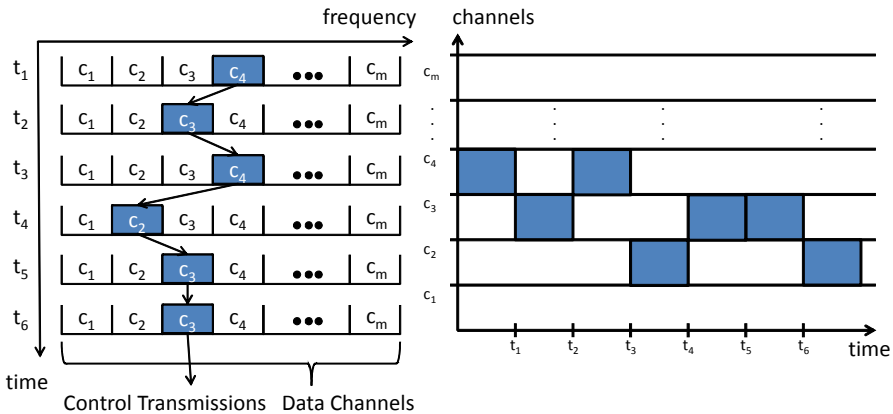 frequency
channels
t1 c1 c2 c3 c4 ••• cm
t2 c1 c2 c3 c4 ••• cm
t3 c1 c2 c3 c4 ••• cm
t4 c1 c2 c3 c4 ••• cm
t5 c1 c2 c3 c4 ••• cm
t6 c1 c2 c3 c4 ••• cm
time
Control Transmissions
Data Channels
cm
c4
c3
c2
c1
t1 t2 t3 t4 t5 t6 time